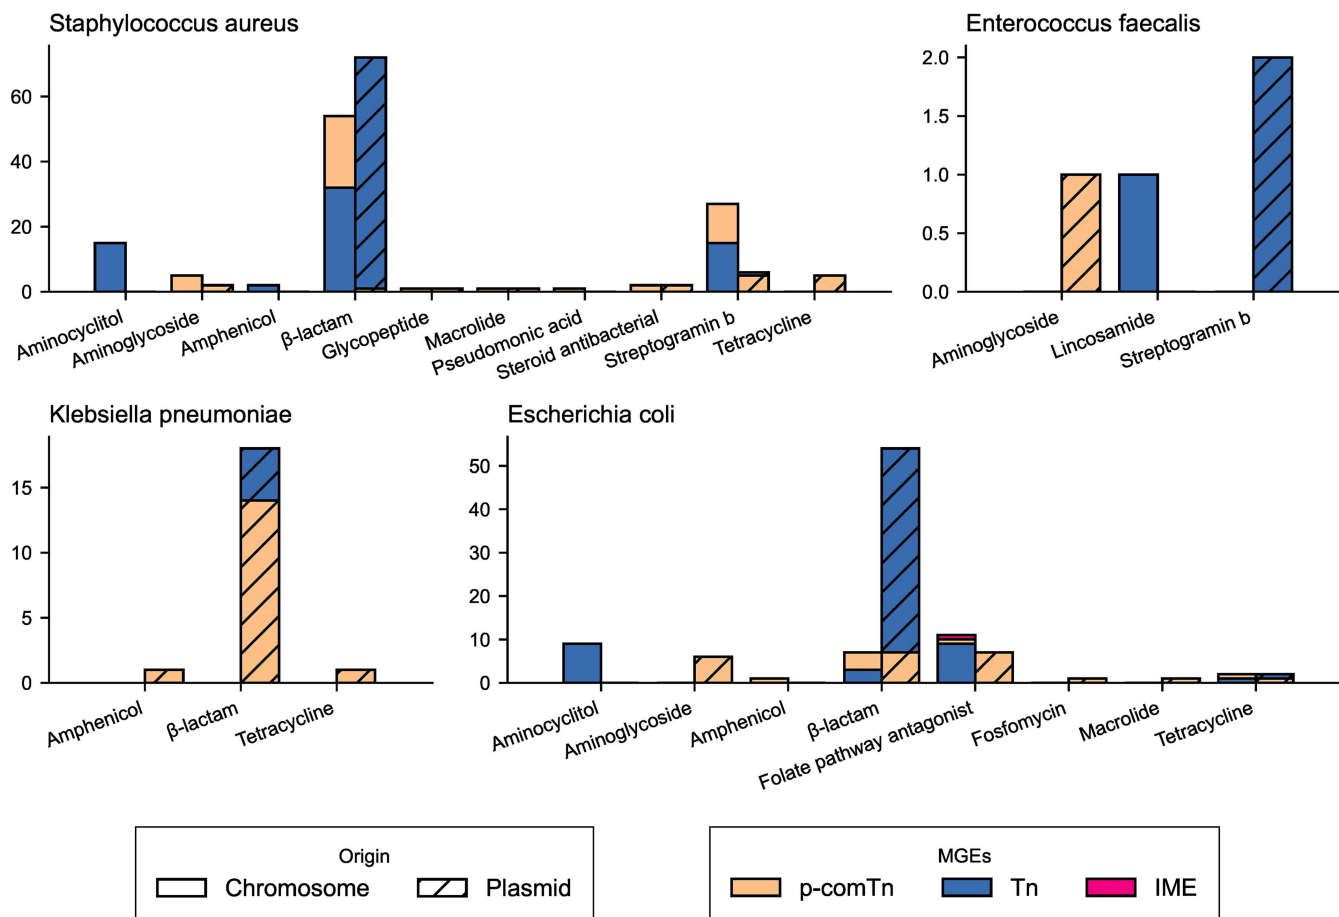 Staphylococcus aureus
60
40
20
0
Aminocyclitol
Aminoglycoside
Amphenicol
β-lactam
Glycopeptide
Macrolide
Pseudomonic acid
Steroid antibacterial
Streptogramin b
Tetracycline
Enterococcus faecalis
2.0
1.5
1.0
0.5
0.0
Aminoglycoside
Lincosamide
Streptogramin b
Klebsiella pneumoniae
15
10
5
0
Amphenicol
β-lactam
Tetracycline
Escherichia coli
50
40
30
20
10
0
Aminocyclitol
Aminoglycoside
Amphenicol
β-lactam
Folate pathway antagonist
Fosfomycin
Macrolide
Tetracycline
Origin
Chromosome
Plasmid
MGEs
p-comTn
Tn
IME